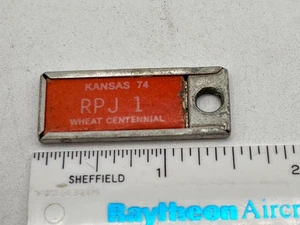 KANSAS 74
RPJ 1
WHEAT CENTENNIAL
SHEFFIELD 1 2
Raytheon Aircr